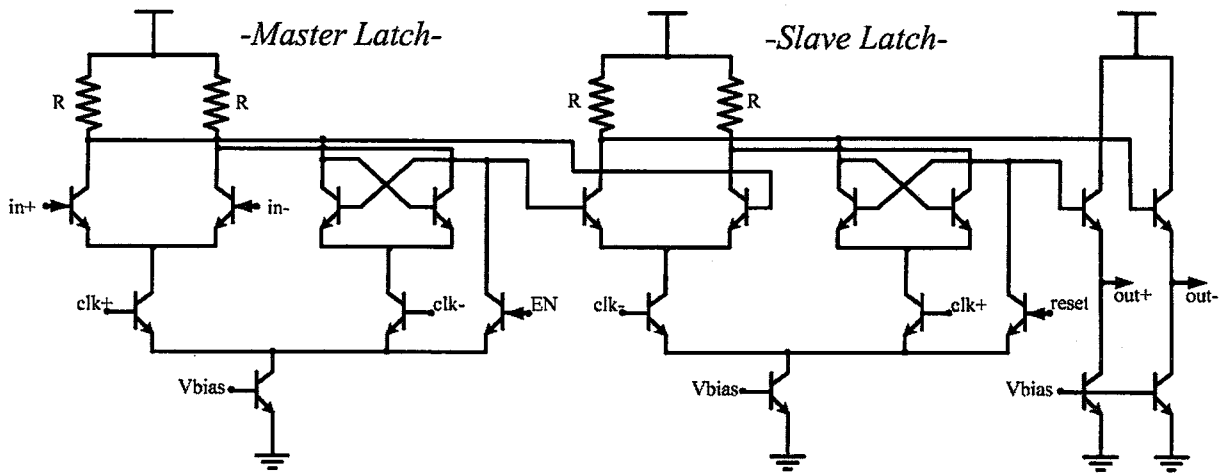 -Master Latch-
-Slave Latch-
R
R
R
R
in+
in-
clk+
clk-
EN
clk-
clk+
reset
out+
out-
Vbias
Vbias
Vbias